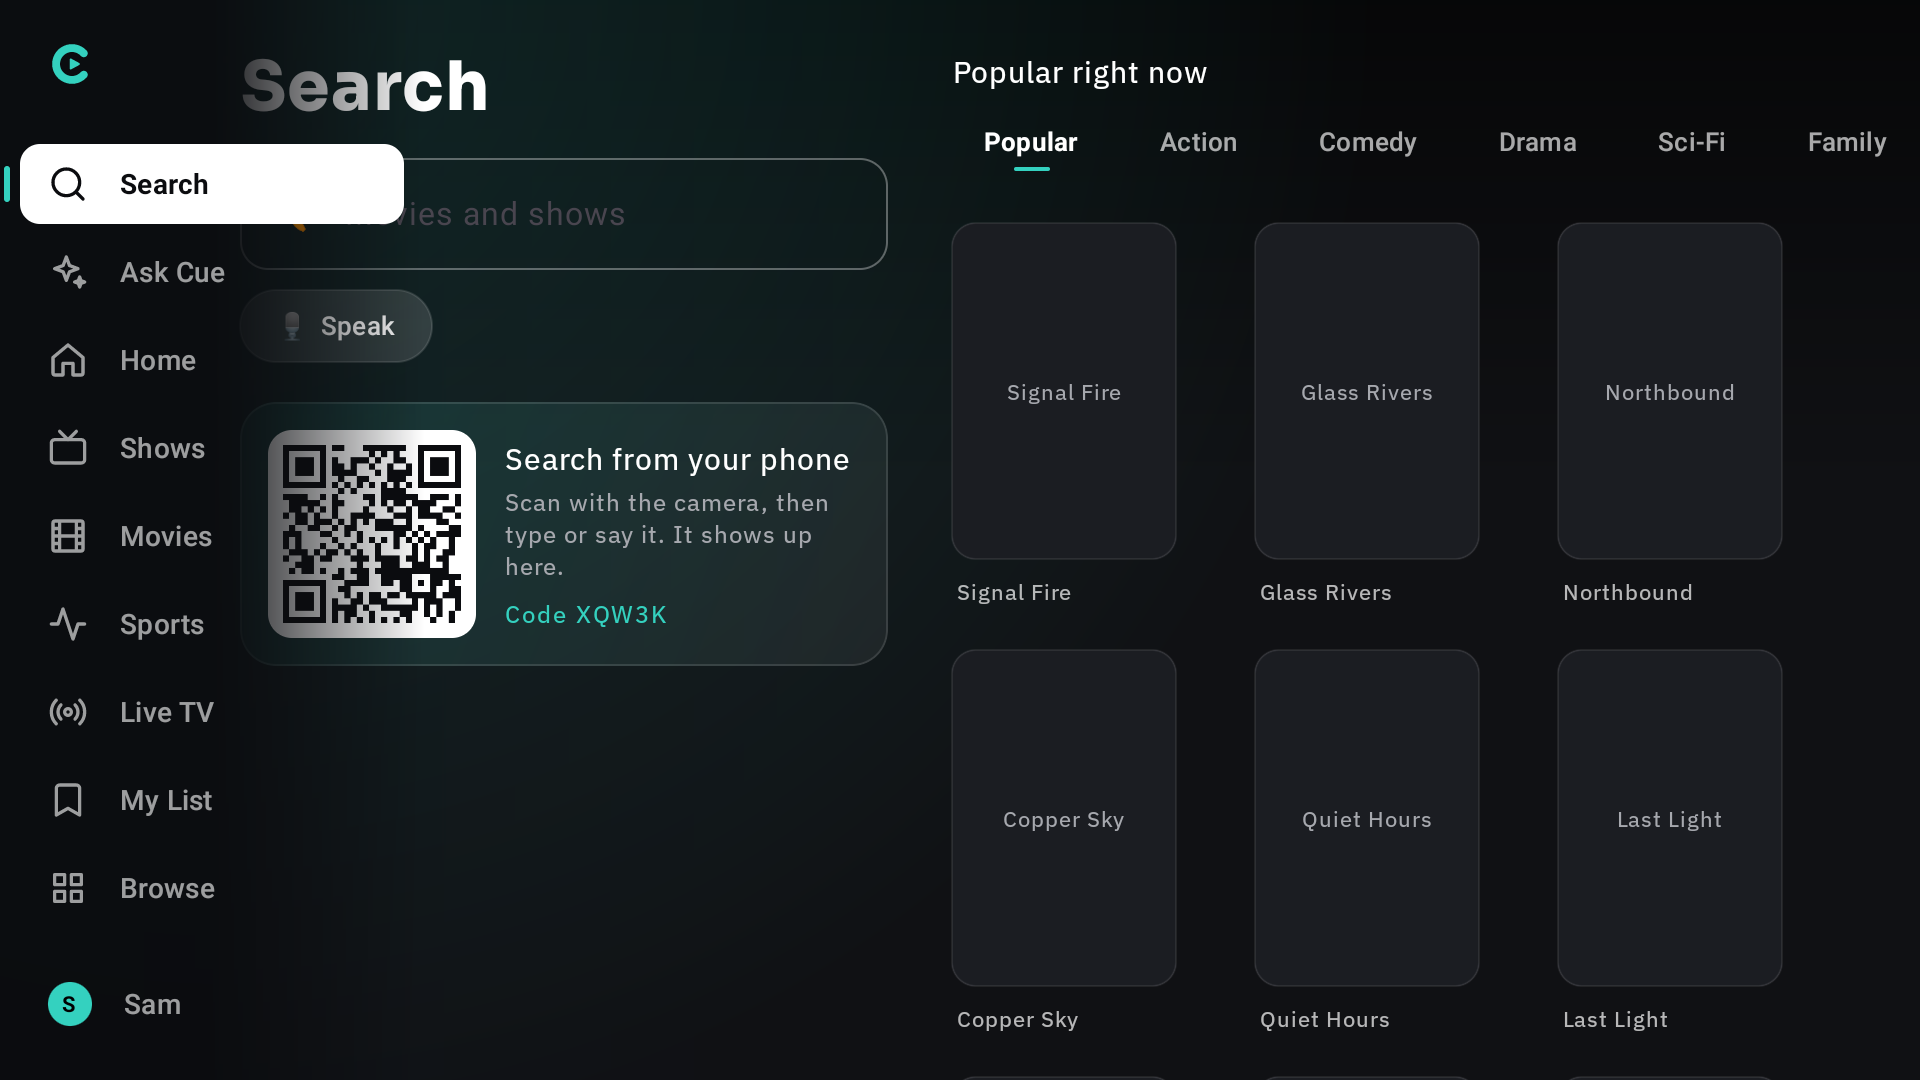 Search
Search
Ask Cue
Home
Shows
Movies
Sports
Live TV
My List
Browse
S
Sam
vies and shows
Speak
Search from your phone
Scan with the camera, then
type or say it. It shows up
here.
Code XQW3K
Popular right now
Popular Action Comedy Drama Sci-Fi Family
Signal Fire Glass Rivers Northbound
Signal Fire Glass Rivers Northbound
Copper Sky Quiet Hours Last Light
Copper Sky Quiet Hours Last Light